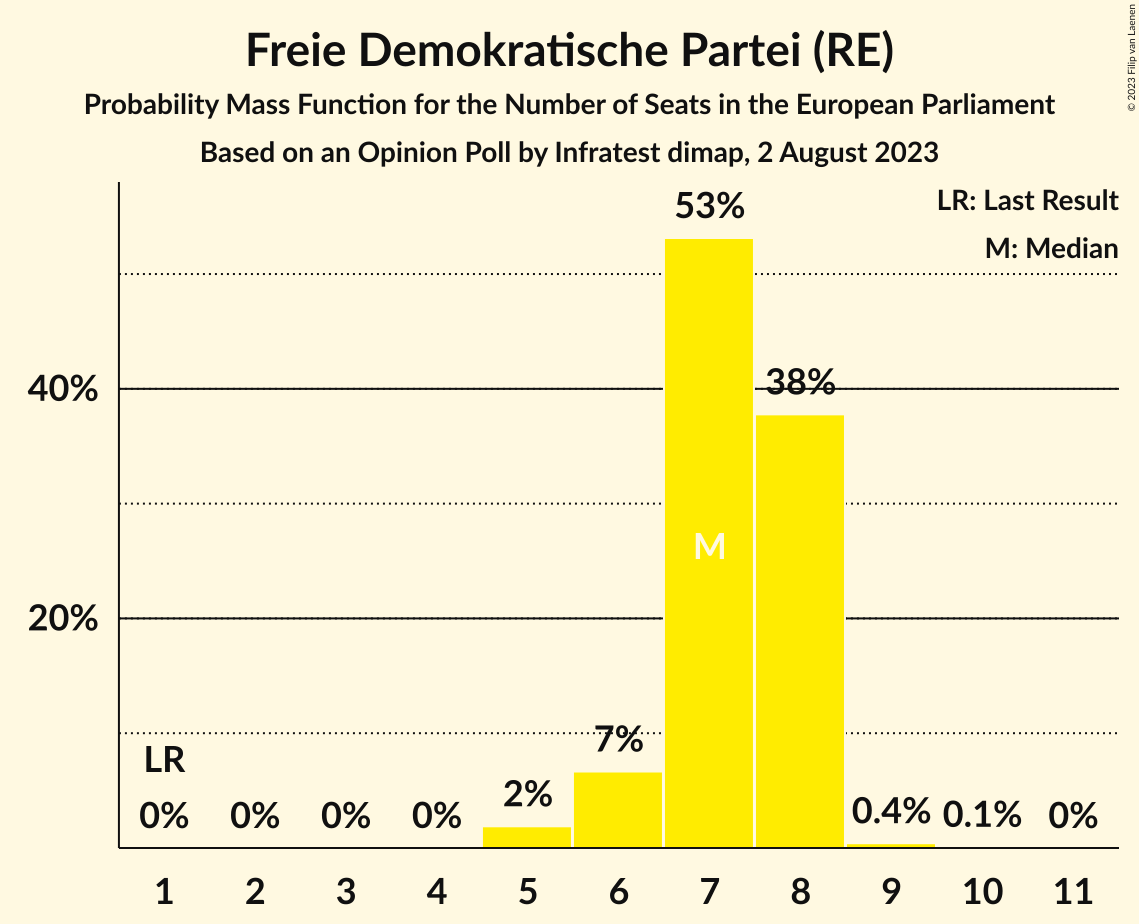 Freie Demokratische Partei (RE)
Probability Mass Function for the Number of Seats in the European Parliament
Based on an Opinion Poll by Infratest dimap, 2 August 2023
© 2023 Filip van Laenen
LR: Last Result
M: Median
53%
40%
38%
M
20%
7%
LR
2%
0%
0%
0%
0%
0.4%
0.1%
0%
1 2 3 4 5 6 7 8 9 10 11